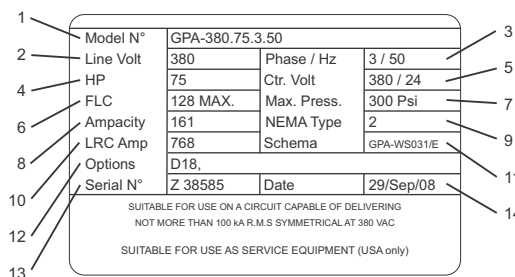 1 Model N° GPA-380.75.3.50 3
2 Line Volt 380 Phase / Hz 3 / 50 5
4 HP 75 Ctr. Volt 380 / 24
6 FLC 128 MAX. Max. Press. 300 Psi 7
8 Ampacity 161 NEMA Type 2 9
10 LRC Amp 768 Schema GPA-WS031/E 11
12 Options D18,
13 Serial N° Z 38585 Date 29/Sep/08 14
SUITABLE FOR USE ON A CIRCUIT CAPABLE OF DELIVERING
NOT MORE THAN 100 kA R.M.S SYMMETRICAL AT 380 VAC
SUITABLE FOR USE AS SERVICE EQUIPMENT (USA only)